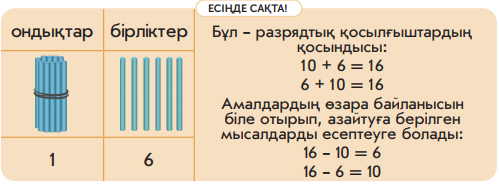 ЕСІҢДЕ САҚТА!
ондықтар бірліктер
1 6
Бұл – разрядтық қосылғыштардың
қосындысы:
10 + 6 = 16
6 + 10 = 16
Амалдардың өзара байланысын
біле отырып, азайтуға берілген
мысалдарды есептеуге болады:
16 – 10 = 6
16 – 6 = 10